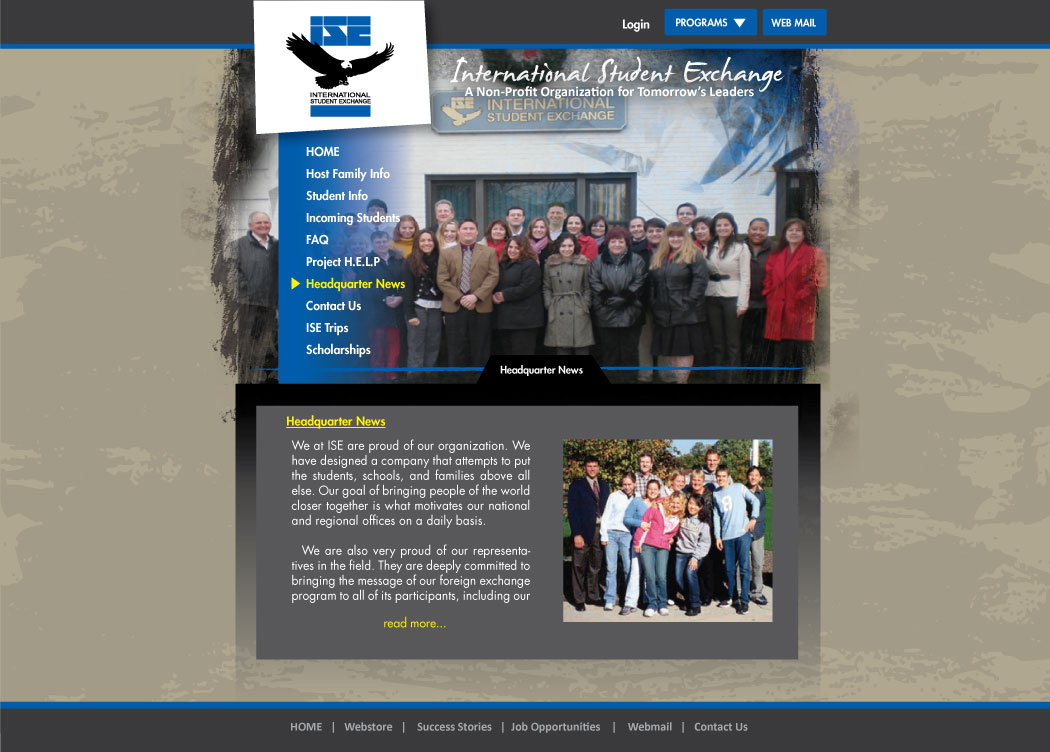 ISE
INTERNATIONAL
STUDENT EXCHANGE
Login
PROGRAMS
WEB MAIL
International Student Exchange
A Non-Profit Organization for Tomorrow's Leaders
ISE
INTERNATIONAL
STUDENT EXCHANGE
HOME
Host Family Info
Student Info
Incoming Students
FAQ
Project H.E.L.P
Headquarter News
Contact Us
ISE Trips
Scholarships
Headquarter News
Headquarter News
We at ISE are proud of our organization. We
have designed a company that attempts to put
the students, schools, and families above all
else. Our goal of bringing people of the world
closer together is what motivates our national
and regional offices on a daily basis.
We are also very proud of our representa-
tives in the field. They are deeply committed to
bringing the message of our foreign exchange
program to all of its participants, including our
read more...
HOME | Webstore | Success Stories | Job Opportunities | Webmail | Contact Us